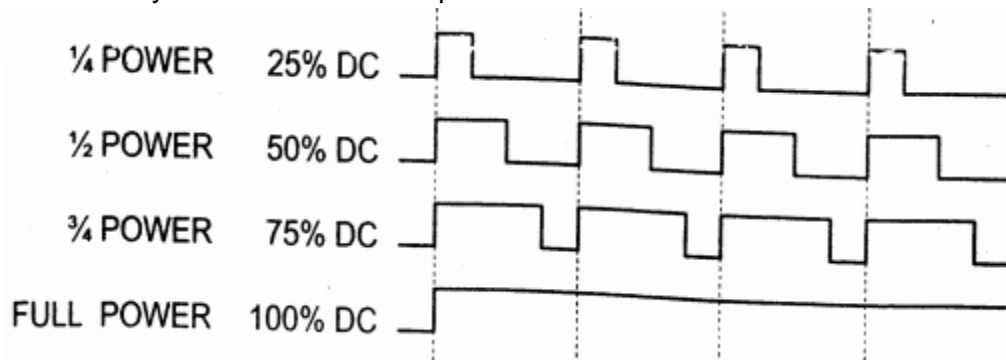 ¼ POWER 25% DC
½ POWER 50% DC
¾ POWER 75% DC
FULL POWER 100% DC